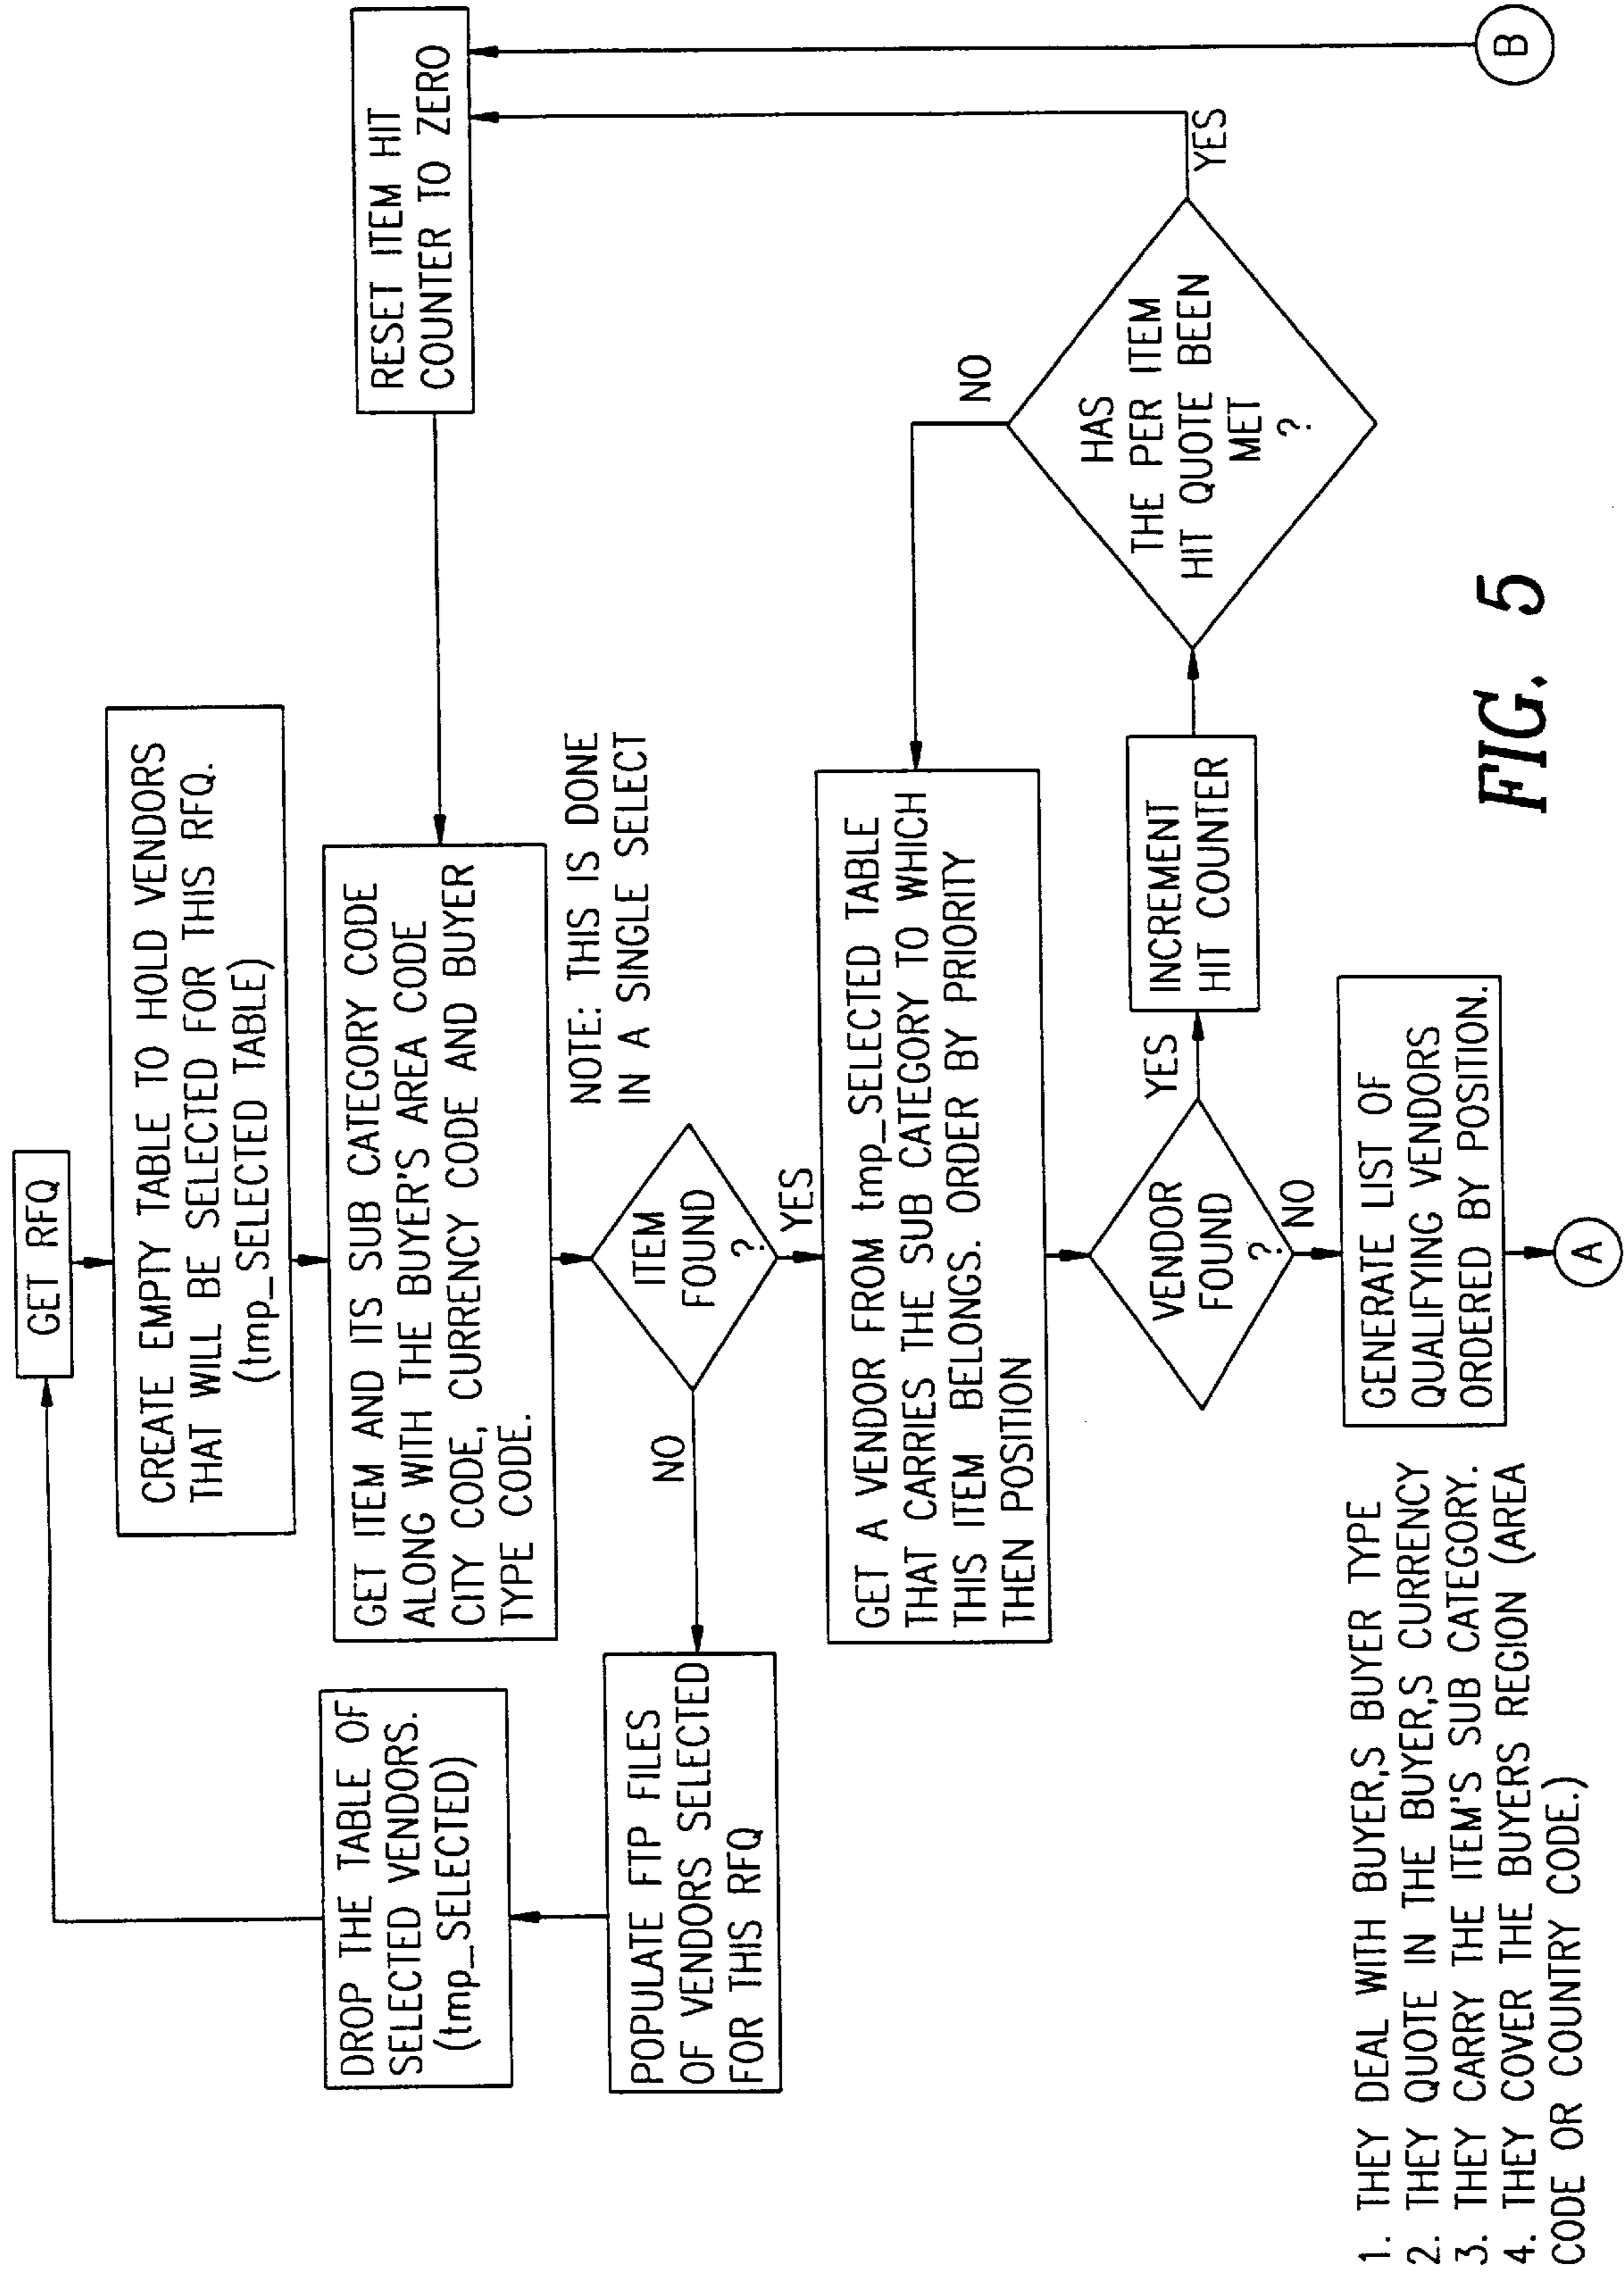 GET RFQ
CREATE EMPTY TABLE TO HOLD VENDORS
THAT WILL BE SELECTED FOR THIS RFQ.
(tmp_SELECTED TABLE)
RESET ITEM HIT
COUNTER TO ZERO
DROP THE TABLE OF
SELECTED VENDORS.
(tmp_SELECTED)
GET ITEM AND ITS SUB CATEGORY CODE
ALONG WITH THE BUYER'S AREA CODE
CITY CODE, CURRENCY CODE AND BUYER
TYPE CODE.
NOTE: THIS IS DONE
IN A SINGLE SELECT
ITEM
FOUND
?
NO
YES
POPULATE FTP FILES
OF VENDORS SELECTED
FOR THIS RFQ
GET A VENDOR FROM tmp_SELECTED TABLE
THAT CARRIES THE SUB CATEGORY TO WHICH
THIS ITEM BELONGS. ORDER BY PRIORITY
THEN POSITION
NO
HAS
THE PER ITEM
HIT QUOTE BEEN
MET
?
YES
VENDOR
FOUND
?
YES
INCREMENT
HIT COUNTER
NO
GENERATE LIST OF
QUALIFYING VENDORS
ORDERED BY POSITION.
A
B
1. THEY DEAL WITH BUYER,S BUYER TYPE
2. THEY QUOTE IN THE BUYER,S CURRENCY
3. THEY CARRY THE ITEM'S SUB CATEGORY.
4. THEY COVER THE BUYERS REGION (AREA
CODE OR COUNTRY CODE.)
FIG. 5